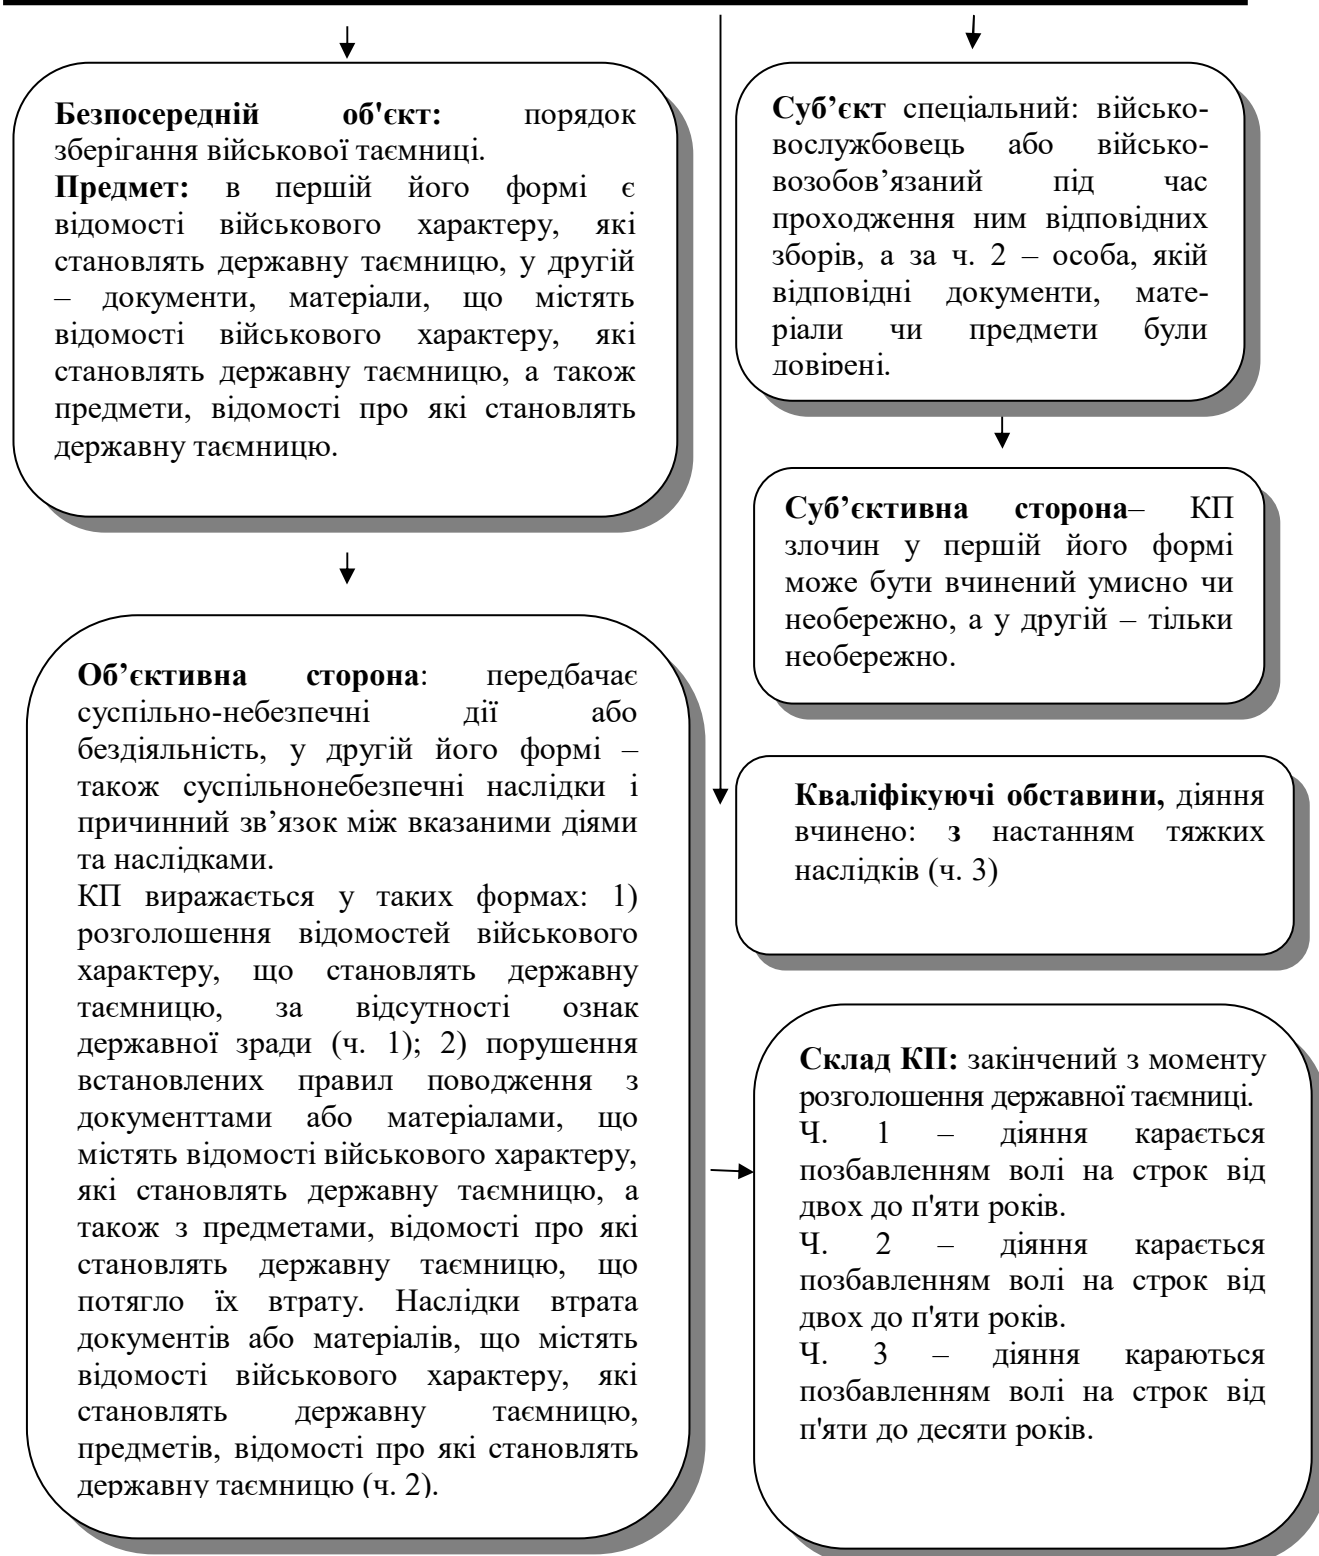 Безпосередній об'єкт: порядок
зберігання військової таємниці.
Предмет: в першій його формі є
відомості військового характеру, які
становлять державну таємницю, у другій
– документи, матеріали, що містять
відомості військового характеру, які
становлять державну таємницю, а також
предмети, відомості про які становлять
державну таємницю.
Об’єктивна сторона: передбачає
суспільно-небезпечні дії або
бездіяльність, у другій його формі –
також суспільнонебезпечні наслідки і
причинний зв’язок між вказаними діями
та наслідками.
КП виражається у таких формах: 1)
розголошення відомостей військового
характеру, що становлять державну
таємницю, за відсутності ознак
державної зради (ч. 1); 2) порушення
встановлених правил поводження з
документтами або матеріалами, що
містять відомості військового характеру,
які становлять державну таємницю, а
також з предметами, відомості про які
становлять державну таємницю, що
потягло їх втрату. Наслідки втрата
документів або матеріалів, що містять
відомості військового характеру, які
становлять державну таємницю,
предметів, відомості про які становлять
державну таємницю (ч. 2).
Суб’єкт спеціальний: військо-
вослужбовець або військо-
возобов’язаний під час
проходження ним відповідних
зборів, а за ч. 2 – особа, якій
відповідні документи, мате-
ріали чи предмети були
довірені.
Суб’єктивна сторона– КП
злочин у першій його формі
може бути вчинений умисно чи
необережно, а у другій – тільки
необережно.
Кваліфікуючі обставини, діяння
вчинено: з настанням тяжких
наслідків (ч. 3)
Склад КП: закінчений з моменту
розголошення державної таємниці.
Ч. 1 – діяння карається
позбавленням волі на строк від
двох до п'яти років.
Ч. 2 – діяння карається
позбавленням волі на строк від
двох до п'яти років.
Ч. 3 – діяння караються
позбавленням волі на строк від
п'яти до десяти років.